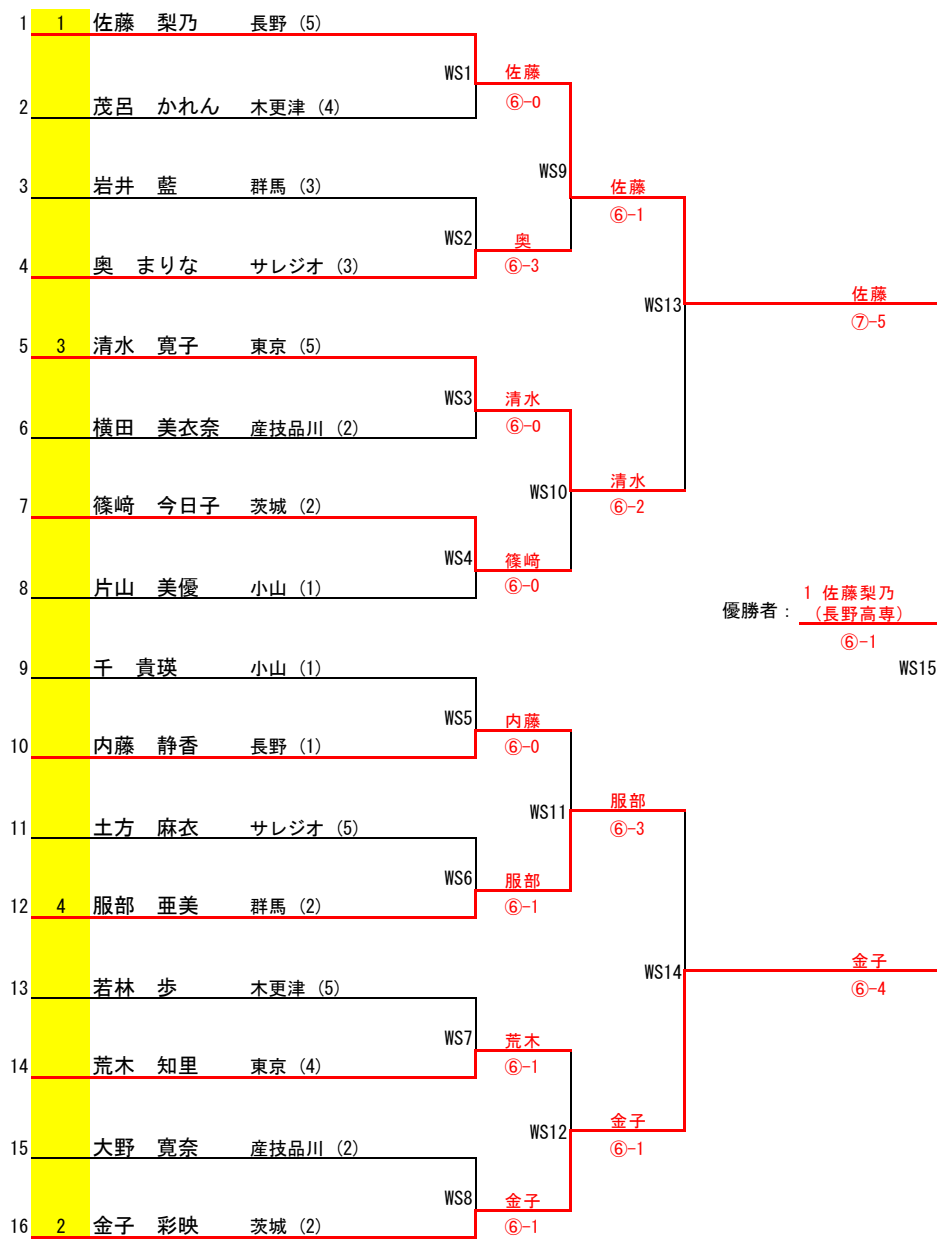 1 1 佐藤 梨乃 長野 (5)
WS1 佐藤
⑥-0
2 茂呂 かれん 木更津 (4)
WS9
3 岩井 藍 群馬 (3)
佐藤
⑥-1
WS2 奥
⑥-3
4 奥 まりな サレジオ (3)
WS13 佐藤
⑦-5
5 3 清水 寛子 東京 (5)
WS3 清水
⑥-0
6 横田 美衣奈 産技品川 (2)
WS10 清水
⑥-2
7 篠﨑 今日子 茨城 (2)
WS4 篠﨑
⑥-0
8 片山 美優 小山 (1)
優勝者: 1 佐藤梨乃
(長野高専)
⑥-1
WS15
9 千 貴瑛 小山 (1)
WS5 内藤
⑥-0
10 内藤 静香 長野 (1)
WS11 服部
⑥-3
11 土方 麻衣 サレジオ (5)
WS6 服部
⑥-1
12 4 服部 亜美 群馬 (2)
WS14 金子
⑥-4
13 若林 歩 木更津 (5)
WS7 荒木
⑥-1
14 荒木 知里 東京 (4)
WS12 金子
⑥-1
15 大野 寛奈 産技品川 (2)
WS8 金子
⑥-1
16 2 金子 彩映 茨城 (2)